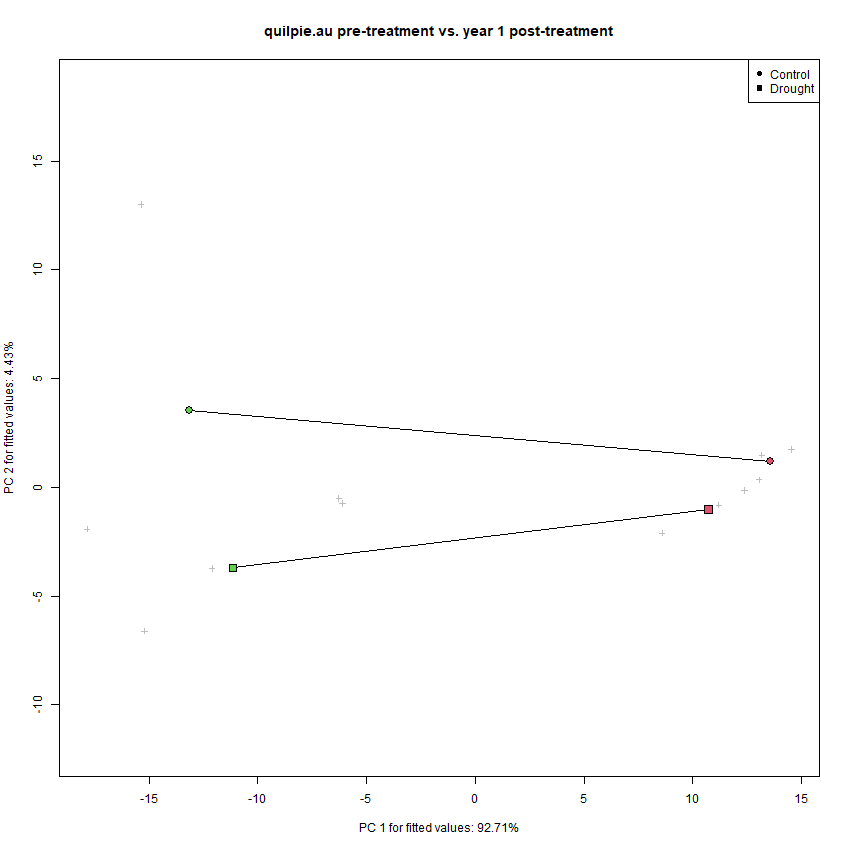 quilpie.au pre-treatment vs. year 1 post-treatment
Control
Drought
15
10
5
0
-5
-10
PC 2 for fitted values: 4.43%
-15
-10
-5
0
5
10
15
PC 1 for fitted values: 92.71%